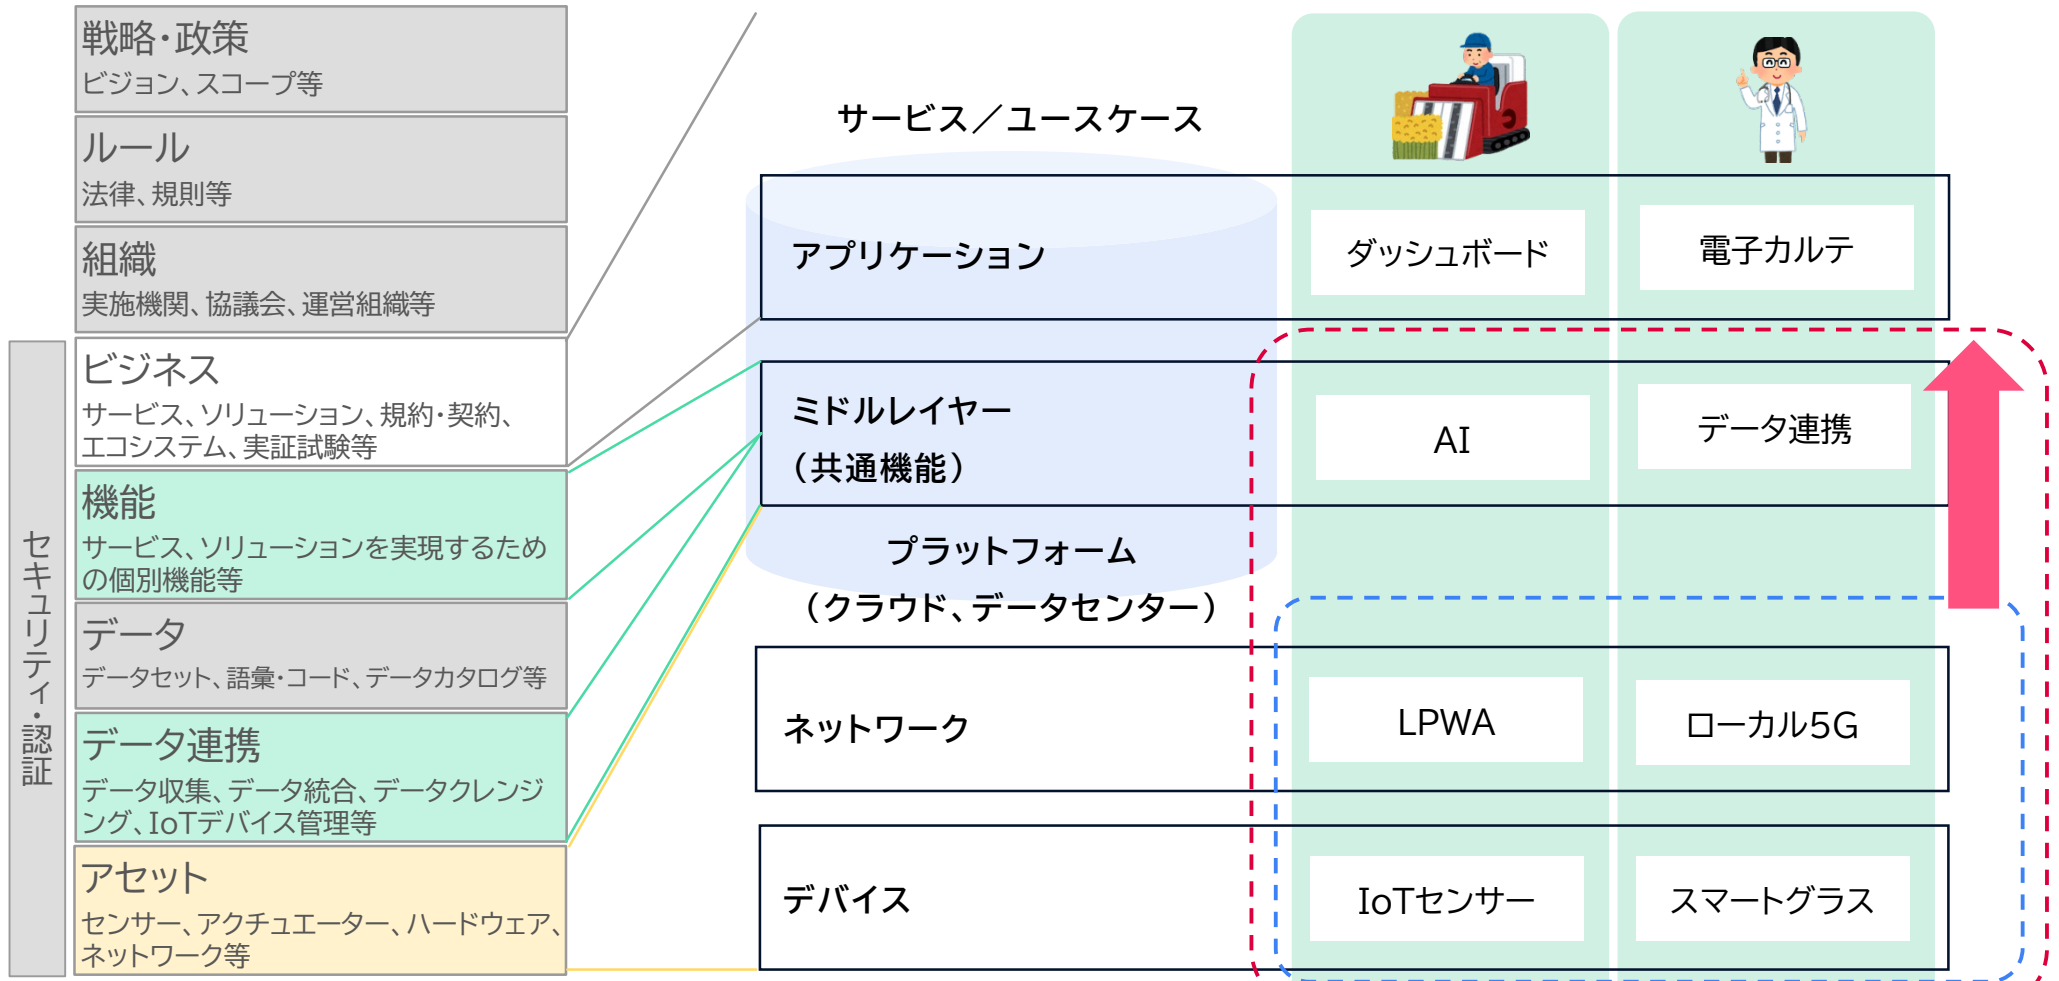 戦略・政策
ビジョン、スコープ等
ルール
法律、規則等
組織
実施機関、協議会、運営組織等
セキュリティ・認証
ビジネス
サービス、ソリューション、規約・契約、
エコシステム、実証試験等
機能
サービス、ソリューションを実現するため
の個別機能等
データ
データセット、語彙・コード、データカタログ等
データ連携
データ収集、データ統合、データクレンジ
ング、IoTデバイス管理等
アセット
センサー、アクチュエーター、ハードウェア、
ネットワーク等
サービス／ユースケース
アプリケーション
ダッシュボード
電子カルテ
ミドルレイヤー
（共通機能）
AI
データ連携
プラットフォーム
（クラウド、データセンター）
ネットワーク
LPWA
ローカル5G
デバイス
IoTセンサー
スマートグラス